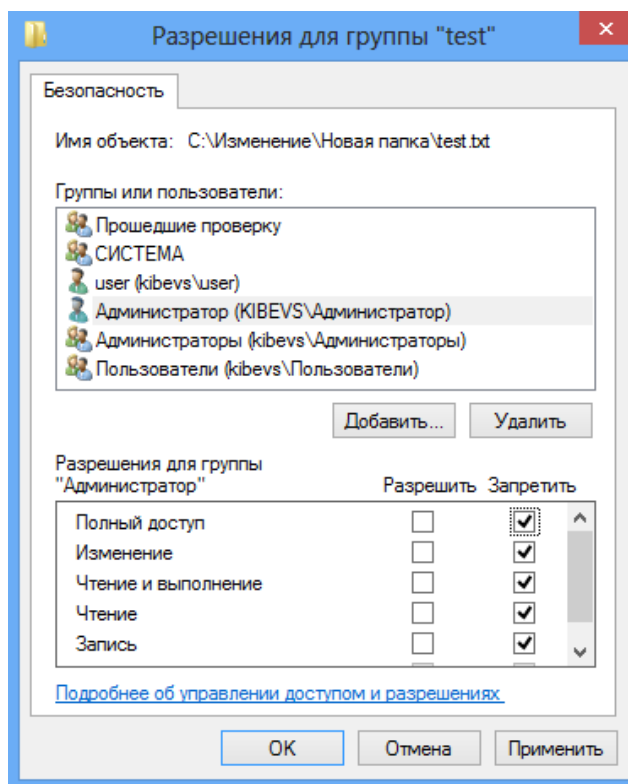 Разрешения для группы "test"
Безопасность
Имя объекта: C:\Изменение\Новая папка\test.txt
Группы или пользователи:
Прошедшие проверку
СИСТЕМА
user (kibevs\user)
Администратор (KIBEVS\Администратор)
Администраторы (kibevs\Администраторы)
Пользователи (kibevs\Пользователи)
Добавить... Удалить
Разрешения для группы
"Администратор" Разрешить Запретить
Полный доступ
Изменение
Чтение и выполнение
Чтение
Запись
Подробнее об управлении доступом и разрешениях
OK Отмена Применить